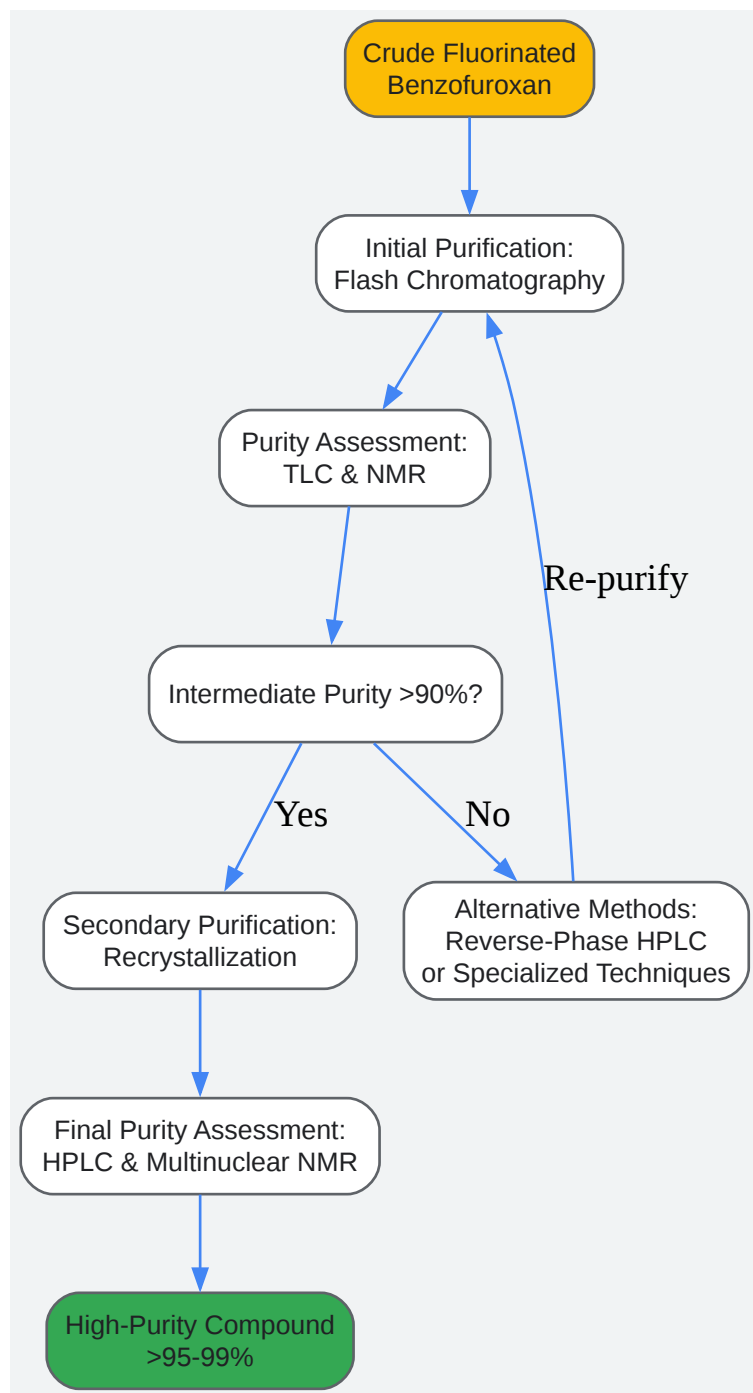 Crude Fluorinated
Benzofuroxan
Initial Purification:
Flash Chromatography
Purity Assessment:
TLC & NMR
Re-purify
Intermediate Purity >90%?
Yes
No
Secondary Purification:
Recrystallization
Alternative Methods:
Reverse-Phase HPLC
or Specialized Techniques
Final Purity Assessment:
HPLC & Multinuclear NMR
High-Purity Compound
>95-99%